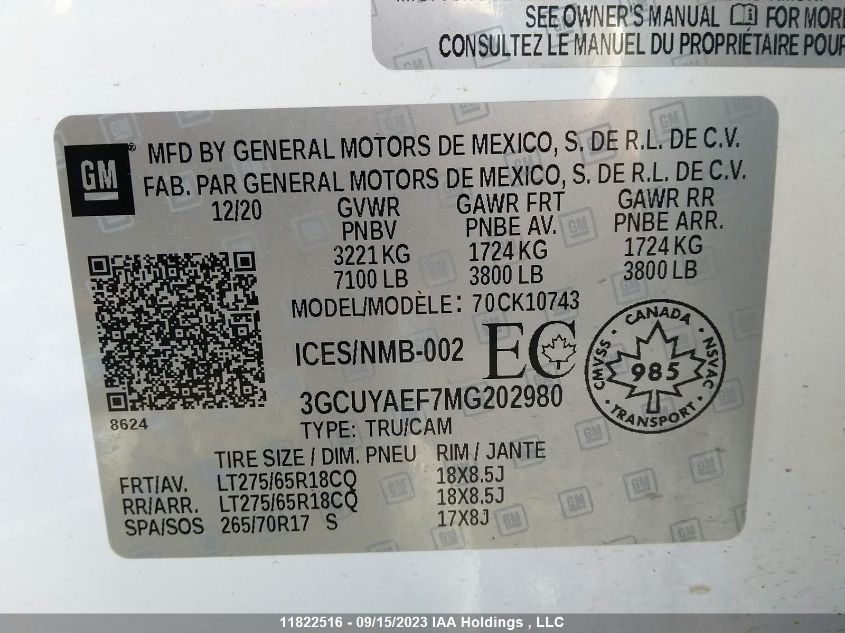 SEE OWNER'S MANUAL FOR MORE
CONSULTEZ LE MANUEL DU PROPRIÉTAIRE POUR
GM
MFD BY GENERAL MOTORS DE MEXICO, S. DE R.L. DE C.V.
FAB. PAR GENERAL MOTORS DE MEXICO, S. DE R.L. DE C.V.
12/20 GVWR GAWR FRT GAWR RR
PNBV PNBE AV. PNBE ARR.
3221 KG 1724 KG 1724 KG
7100 LB 3800 LB 3800 LB
MODEL/MODÈLE: 70CK10743
ICES/NMB-002 EC
CANADA
CMVSS 985 NSVAC
TRANSPORT
3GCUYAEF7MG202980
8624
TYPE: TRU/CAM
TIRE SIZE / DIM. PNEU RIM / JANTE
FRT/AV. LT275/65R18CQ 18X8.5J
RR/ARR. LT275/65R18CQ 18X8.5J
SPA/SOS 265/70R17 S 17X8J
11822516 - 09/15/2023 IAA Holdings , LLC